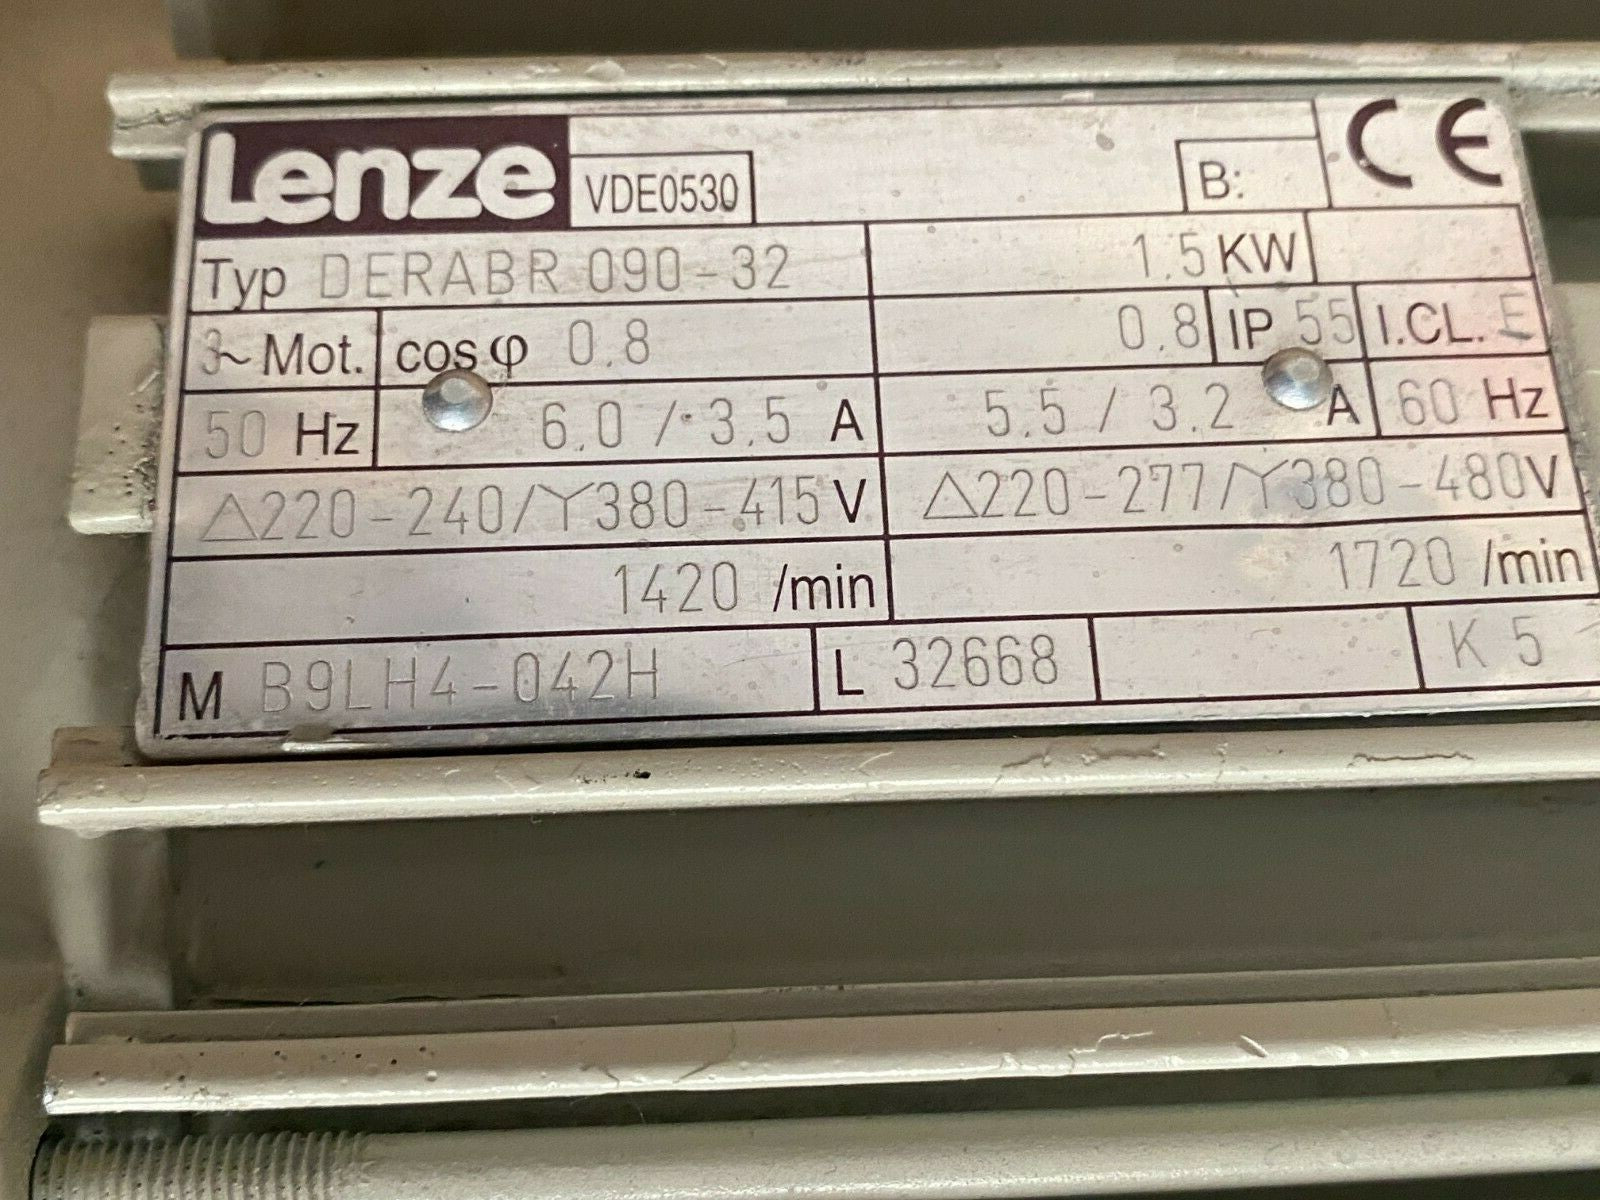 Lenze VDE0530 B: CE
Typ DERABR 090-32 1.5 KW
3~ Mot. cos φ 0.8 0.8 IP 55 I.CL. F
50 Hz 6.0 / 3.5 A 5.5 / 3.2 A 60 Hz
△220-240/Y380-415 V △220-277/Y380-480V
1420 /min 1720 /min
M B9LH4-042H L 32668 K 5